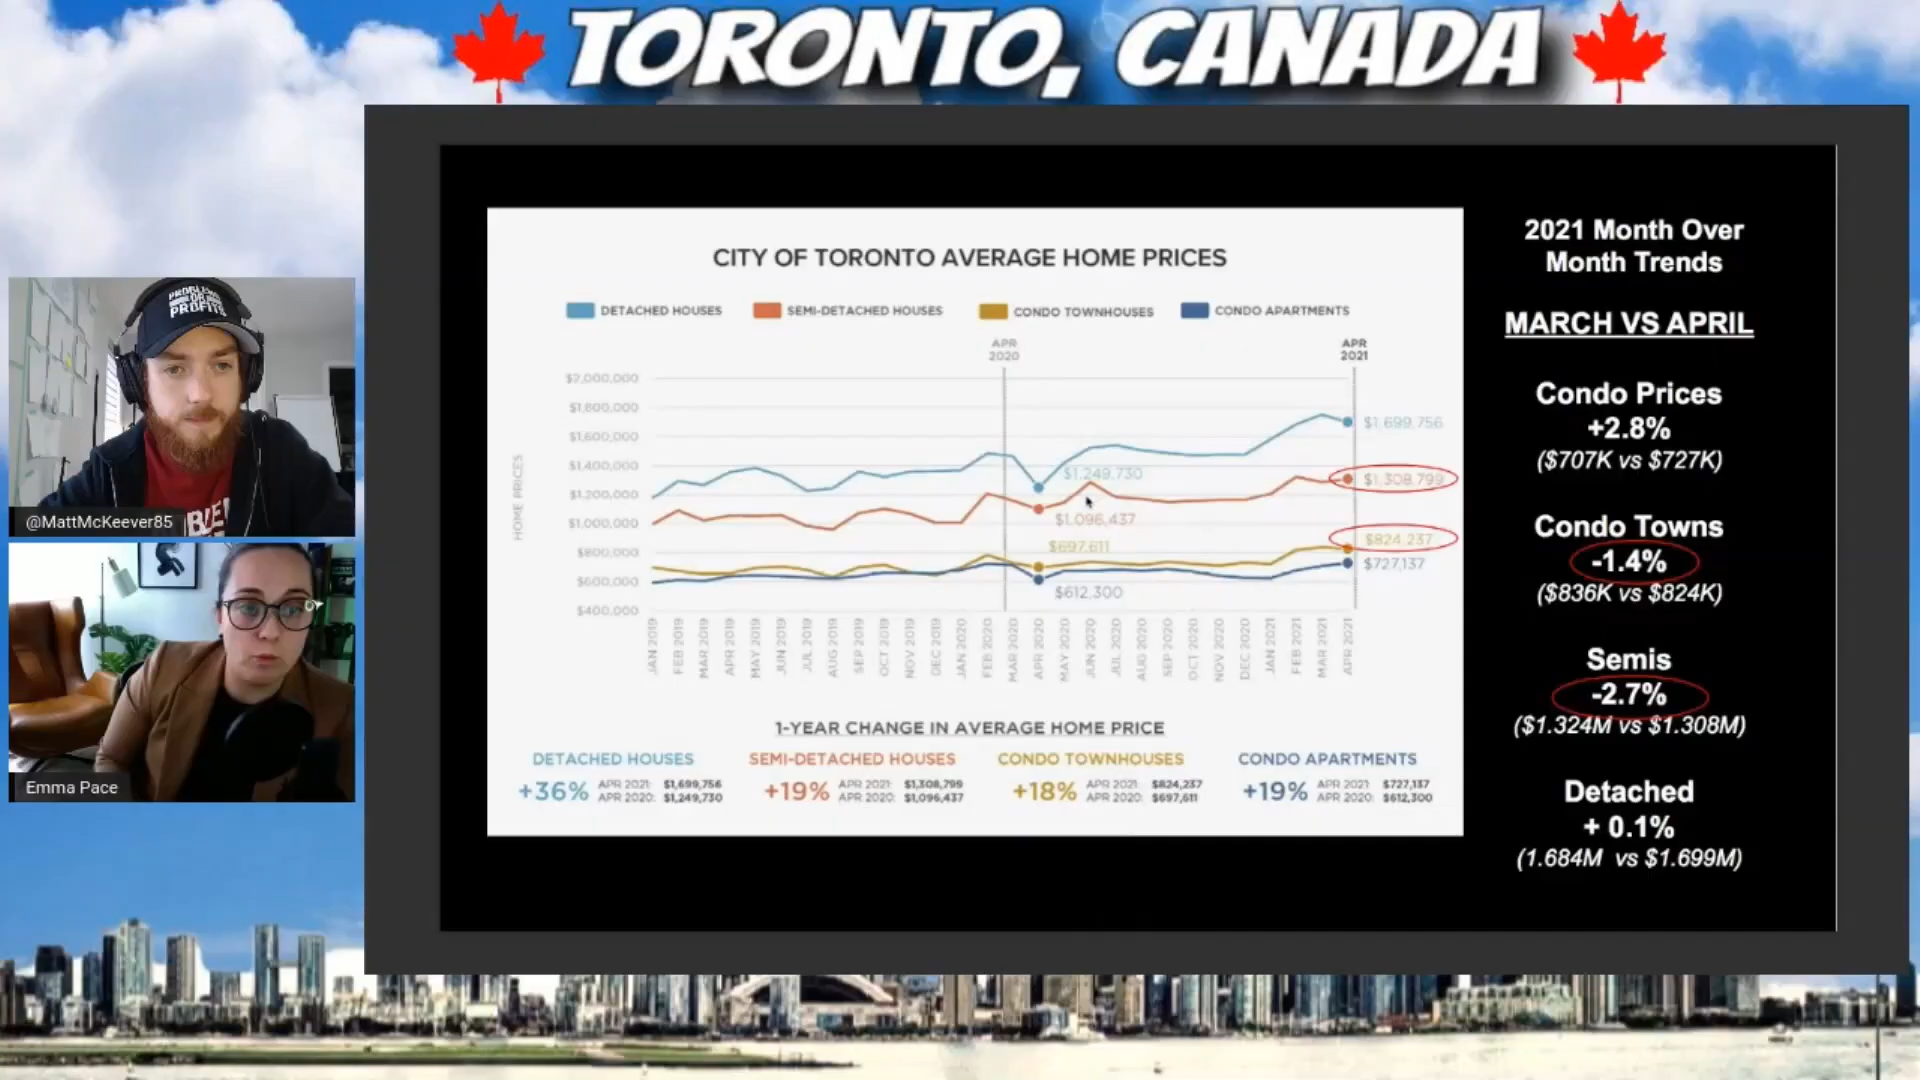 TORONTO, CANADA
PROBLEMS
OR
PROFITS
@MattMcKeever85
Emma Pace
CITY OF TORONTO AVERAGE HOME PRICES
DETACHED HOUSES
SEMI-DETACHED HOUSES
CONDO TOWNHOUSES
CONDO APARTMENTS
APR
2020
APR
2021
HOME PRICES
$2,000,000
$1,800,000
$1,600,000
$1,400,000
$1,200,000
$1,000,000
$800,000
$600,000
$400,000
$1,699,756
$1,249,730
$1,308,799
$1,096,437
$697,611
$824,237
$727,137
$612,300
JAN 2019
FEB 2019
MAR 2019
APR 2019
MAY 2019
JUN 2019
JUL 2019
AUG 2019
SEP 2019
OCT 2019
NOV 2019
DEC 2019
JAN 2020
FEB 2020
MAR 2020
APR 2020
MAY 2020
JUN 2020
JUL 2020
AUG 2020
SEP 2020
OCT 2020
NOV 2020
DEC 2020
JAN 2021
FEB 2021
MAR 2021
APR 2021
1-YEAR CHANGE IN AVERAGE HOME PRICE
DETACHED HOUSES
+36%
APR 2021: $1,699,756
APR 2020: $1,249,730
SEMI-DETACHED HOUSES
+19%
APR 2021: $1,308,799
APR 2020: $1,096,437
CONDO TOWNHOUSES
+18%
APR 2021: $824,237
APR 2020: $697,611
CONDO APARTMENTS
+19%
APR 2021: $727,137
APR 2020: $612,300
2021 Month Over
Month Trends
MARCH VS APRIL
Condo Prices
+2.8%
($707K vs $727K)
Condo Towns
-1.4%
($836K vs $824K)
Semis
-2.7%
($1.324M vs $1.308M)
Detached
+ 0.1%
(1.684M vs $1.699M)